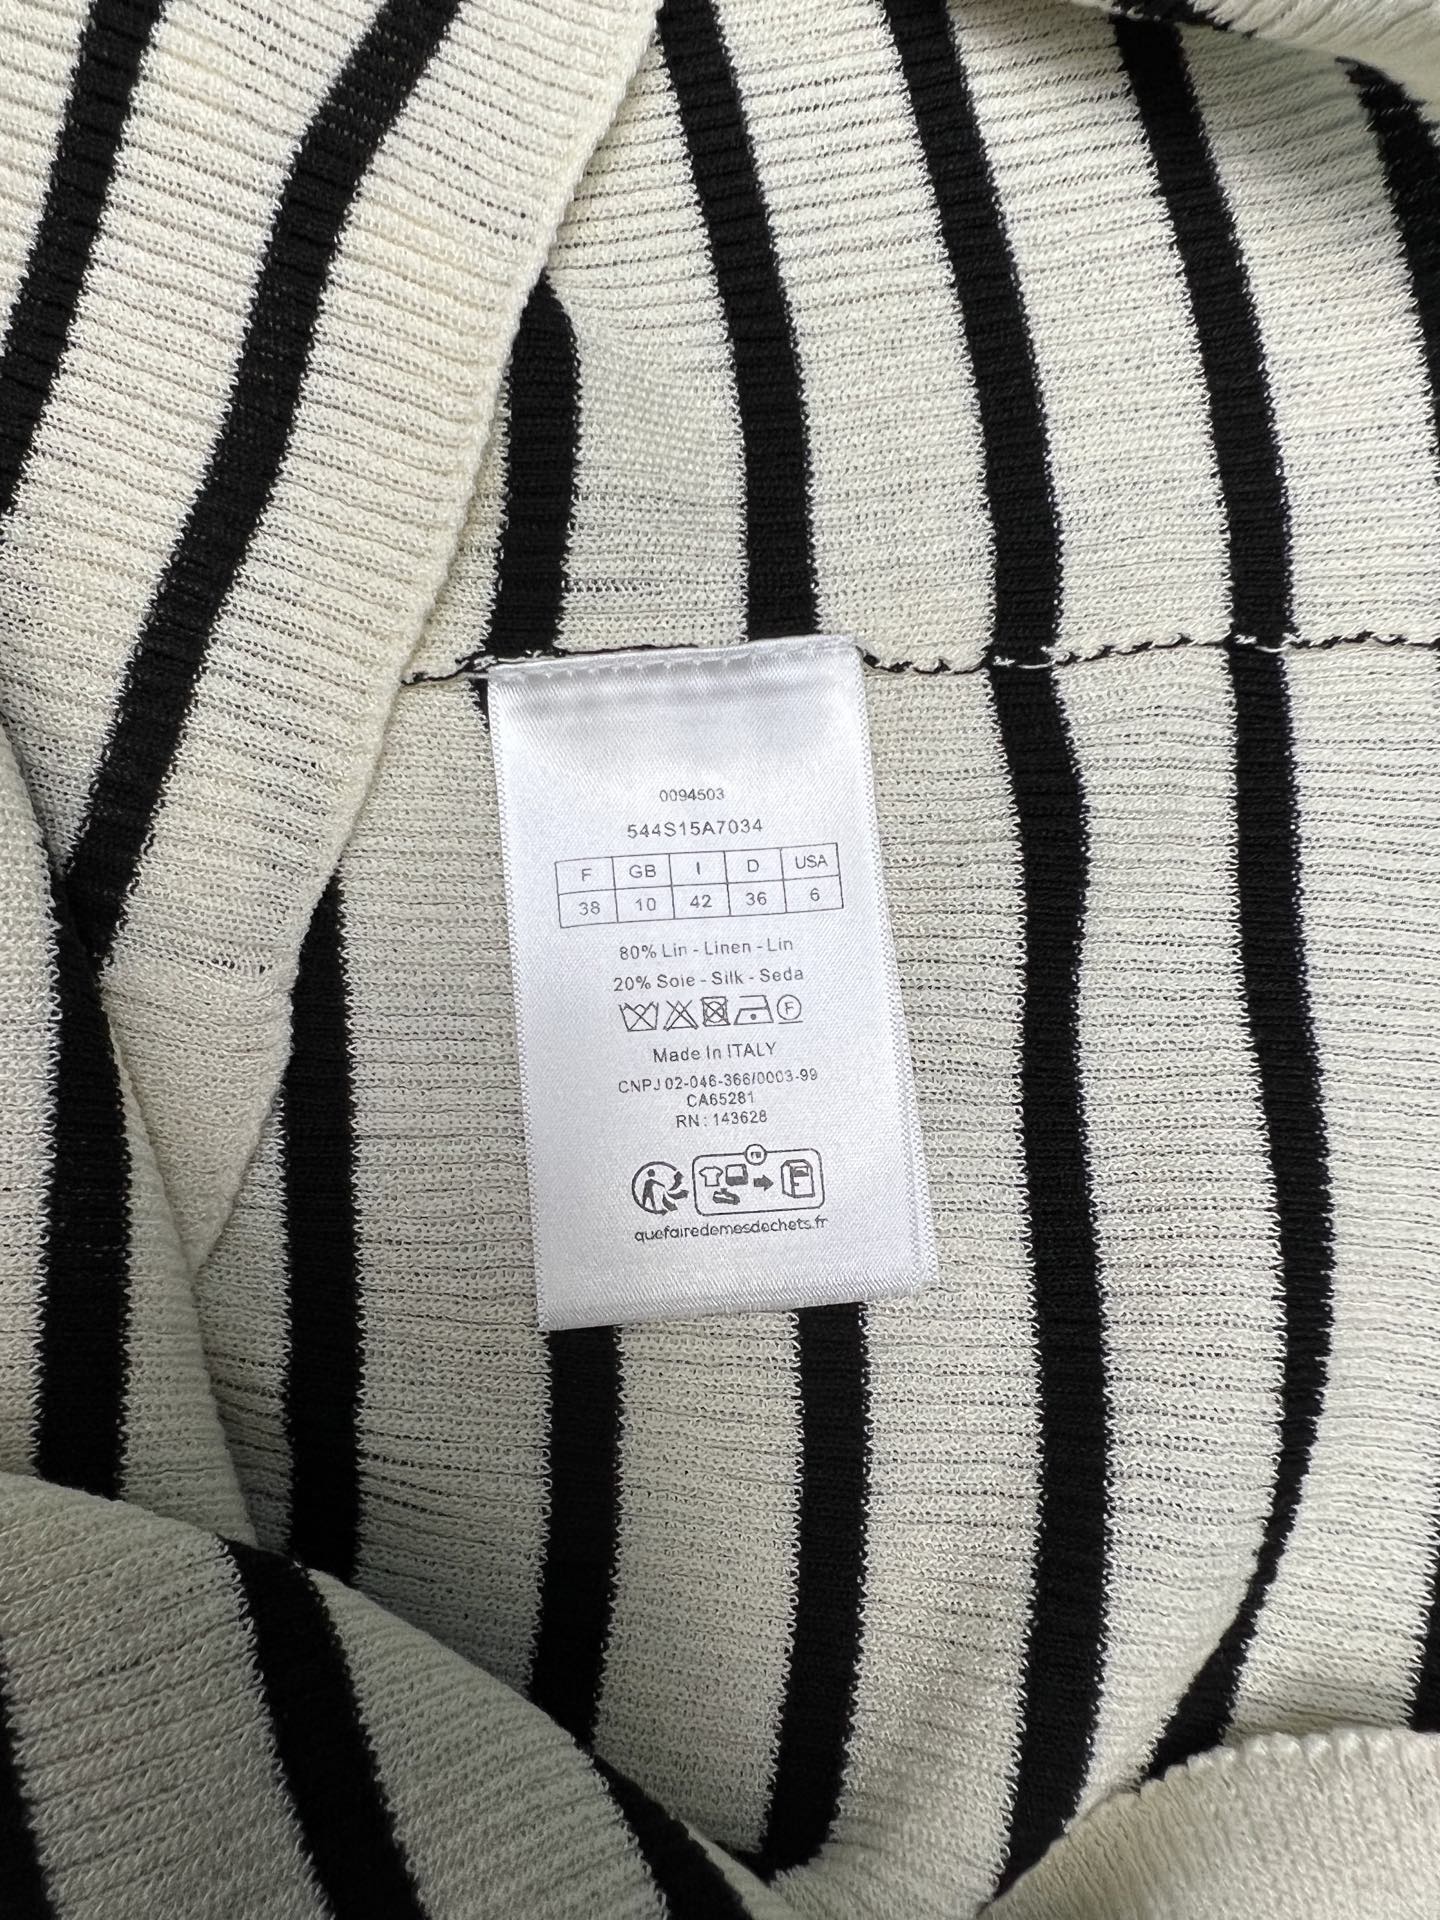 0094503
544S15A7034
F GB I D USA
38 10 42 36 6
80% Lin - Linen - Lin
20% Soie - Silk - Seda
F
Made In ITALY
CNPJ 02-046-366/0003-99
CA65281
RN : 143628
FR
quefairedemesdechets.fr